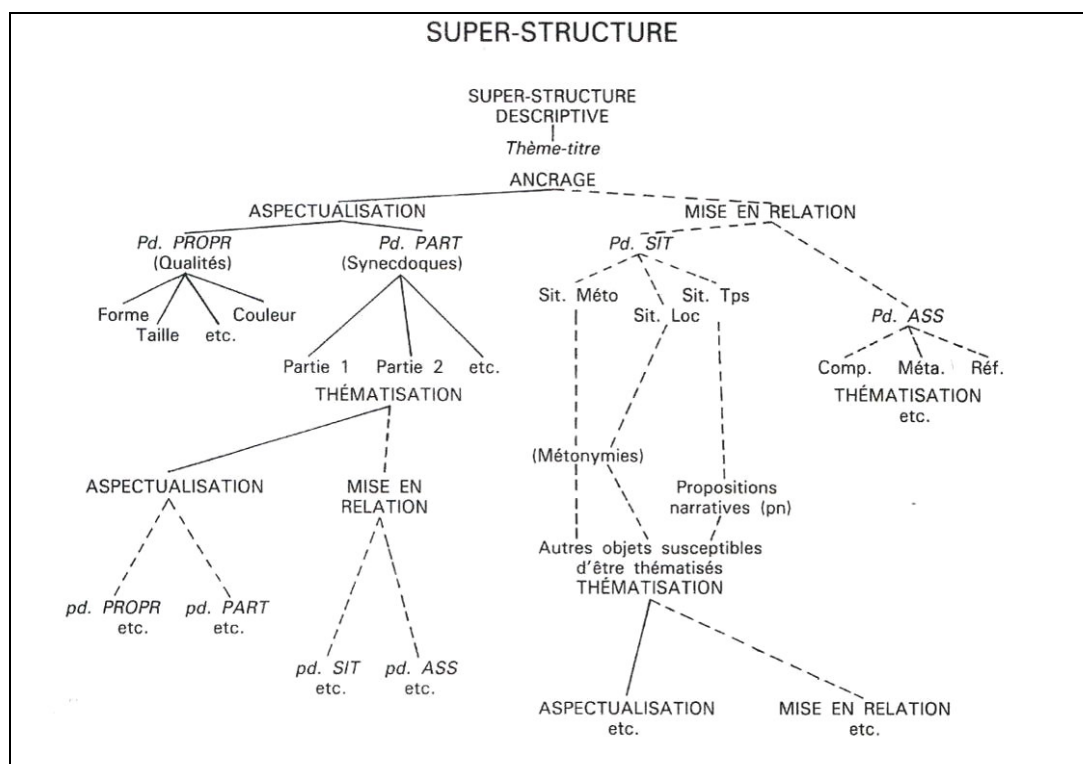 SUPER-STRUCTURE
SUPER-STRUCTURE
DESCRIPTIVE
Thème-titre
ANCRAGE
ASPECTUALISATION
MISE EN RELATION
Pd. PROPR
(Qualités)
Pd. PART
(Synecdoques)
Pd. SIT
Forme
Taille
etc.
Couleur
Sit. Méto
Sit. Loc
Sit. Tps
Pd. ASS
Partie 1
Partie 2
etc.
Comp.
Méta.
Réf.
THÉMATISATION
THÉMATISATION
etc.
(Métonymies)
ASPECTUALISATION
MISE EN
RELATION
Propositions
narratives (pn)
Autres objets susceptibles
d'être thématisés
THÉMATISATION
pd. PROPR
etc.
pd. PART
etc.
pd. SIT
etc.
pd. ASS
etc.
ASPECTUALISATION
etc.
MISE EN RELATION
etc.